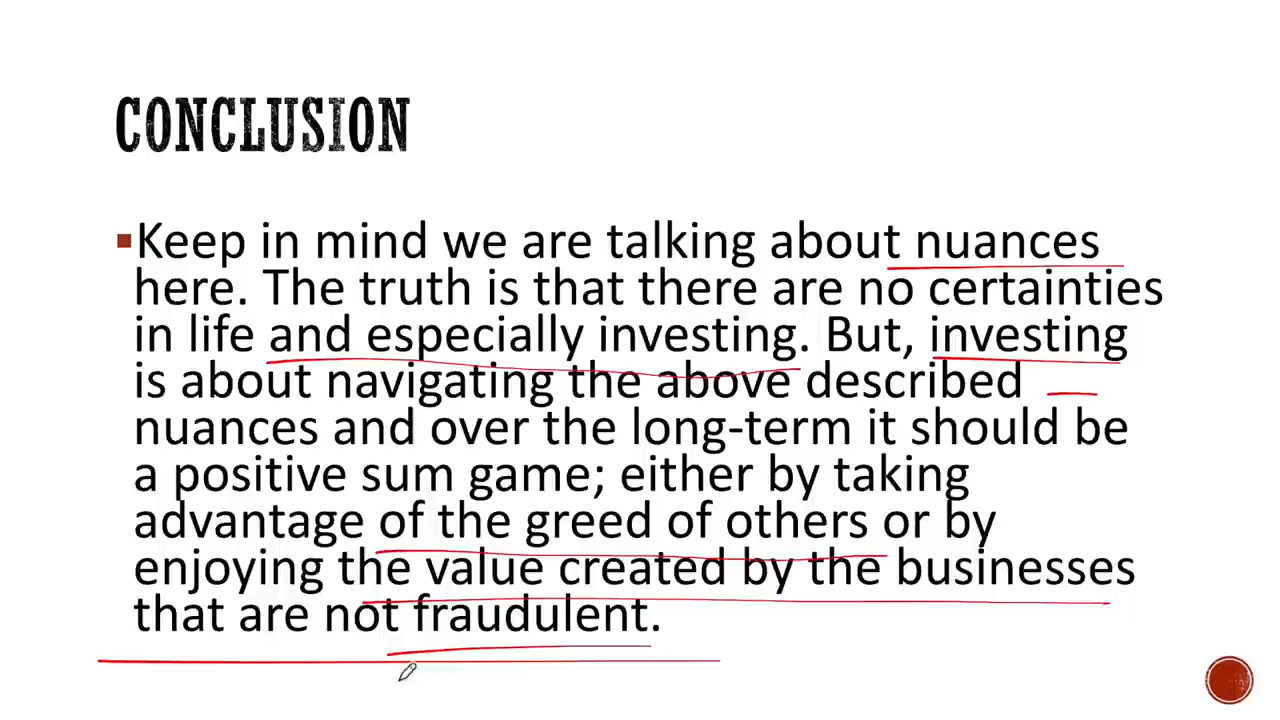 CONCLUSION
▪Keep in mind we are talking about nuances
here. The truth is that there are no certainties
in life and especially investing. But, investing
is about navigating the above described
nuances and over the long-term it should be
a positive sum game; either by taking
advantage of the greed of others or by
enjoying the value created by the businesses
that are not fraudulent.